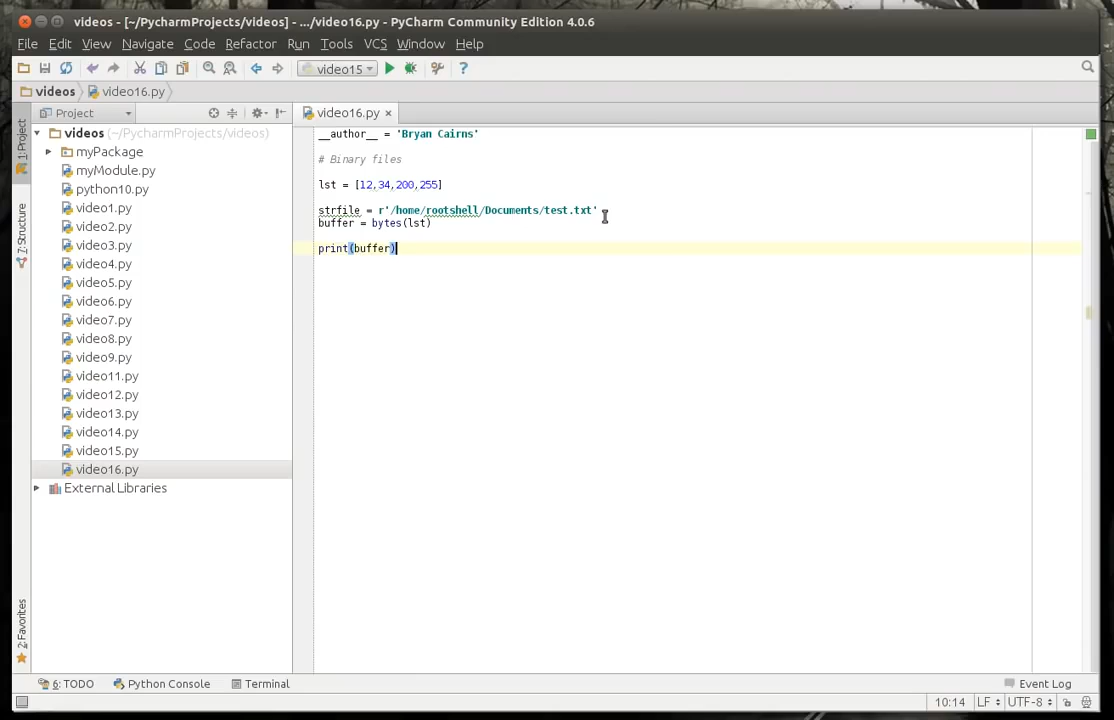 videos - [~/PycharmProjects/videos] - .../video16.py - PyCharm Community Edition 4.0.6
File Edit View Navigate Code Refactor Run Tools VCS Window Help
video15
videos video16.py
1: Project
7: Structure
2: Favorites
Project
videos (~/PycharmProjects/videos)
myPackage
myModule.py
python10.py
video1.py
video2.py
video3.py
video4.py
video5.py
video6.py
video7.py
video8.py
video9.py
video11.py
video12.py
video13.py
video14.py
video15.py
video16.py
External Libraries
video16.py
__author__ = 'Bryan Cairns'
# Binary files
lst = [12,34,200,255]
strfile = r'/home/rootshell/Documents/test.txt'
buffer = bytes(lst)
print(buffer)
6: TODO Python Console Terminal Event Log
10:14 LF UTF-8